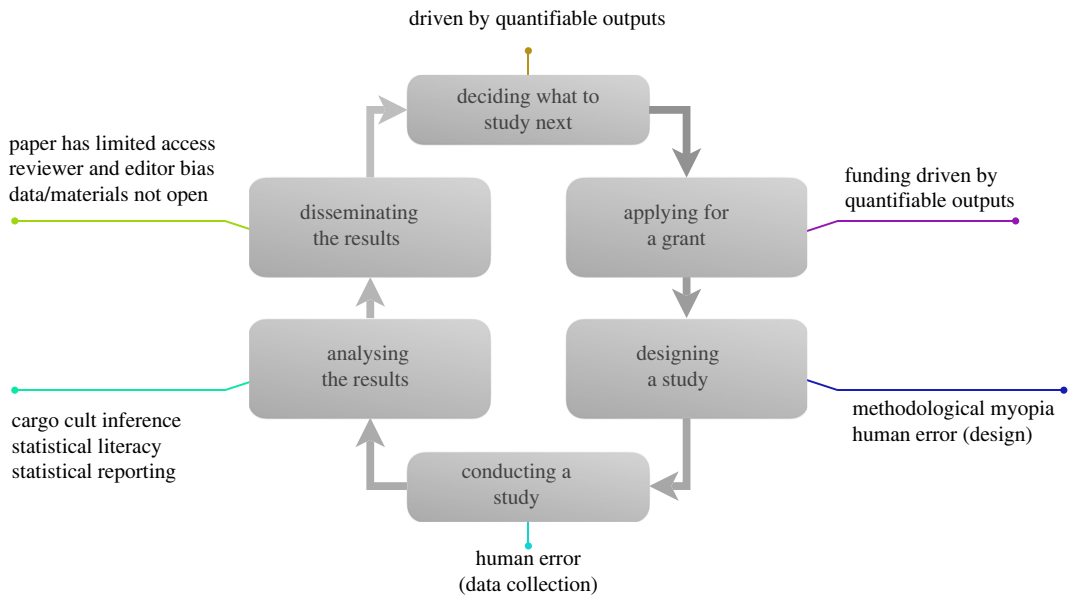 driven by quantifiable outputs
deciding what to
study next
paper has limited access
reviewer and editor bias
data/materials not open
funding driven by
quantifiable outputs
disseminating
the results
applying for
a grant
analysing
the results
designing
a study
cargo cult inference
statistical literacy
statistical reporting
methodological myopia
human error (design)
conducting a
study
human error
(data collection)